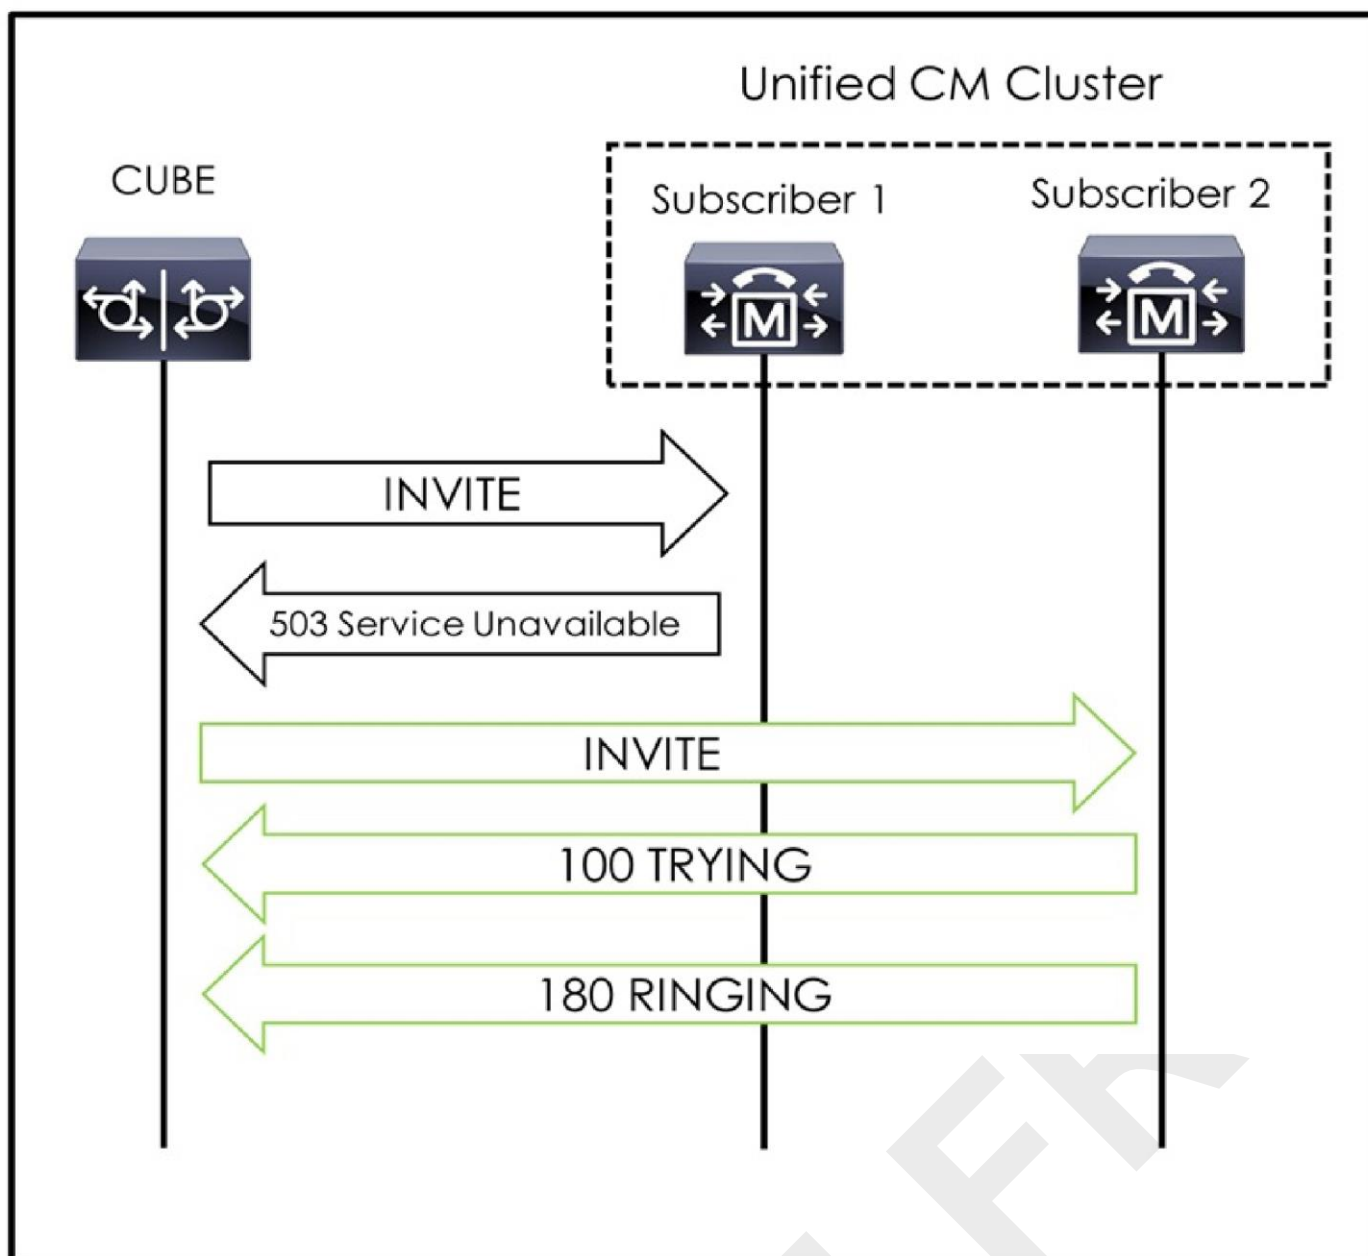 Unified CM Cluster
CUBE
Subscriber 1
Subscriber 2
M
M
INVITE
503 Service Unavailable
INVITE
100 TRYING
180 RINGING